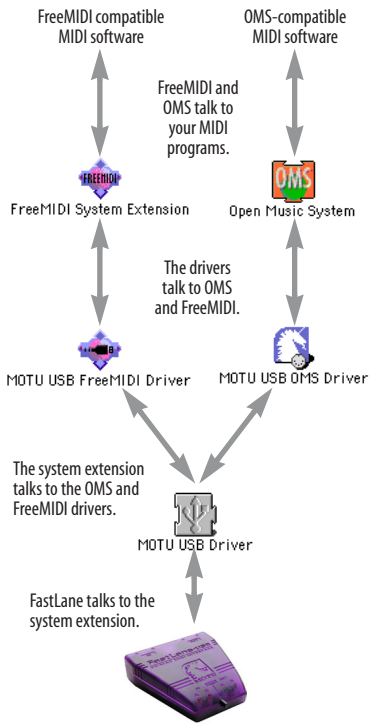 FreeMIDI compatible
MIDI software
OMS-compatible
MIDI software
FreeMIDI and
OMS talk to
your MIDI
programs.
FREEMIDI
FreeMIDI System Extension
OMS
Open Music System
The drivers
talk to OMS
and FreeMIDI.
MOTU USB FreeMIDI Driver
MOTU USB OMS Driver
The system extension
talks to the OMS and
FreeMIDI drivers.
MOTU USB Driver
FastLane talks to the
system extension.
FastLane-USB